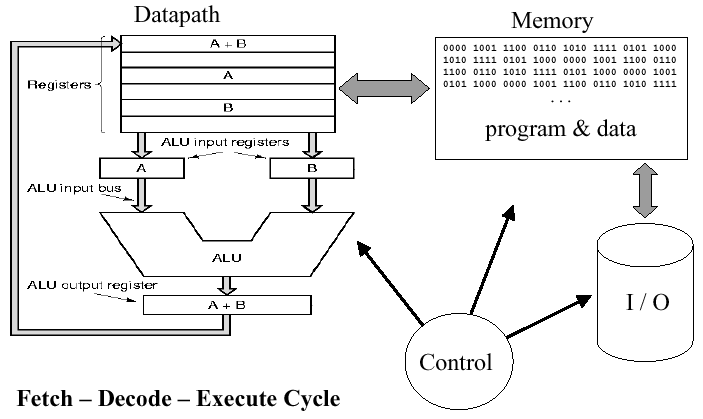 Datapath
Memory
A + B
A
B
Registers
0000 1001 1100 0110 1010 1111 0101 1000
1010 1111 0101 1000 0000 1001 1100 0110
1100 0110 1010 1111 0101 1000 0000 1001
0101 1000 0000 1001 1100 0110 1010 1111
. . .
program & data
ALU input registers
A
B
ALU input bus
ALU
ALU output register
A + B
I / O
Control
Fetch – Decode – Execute Cycle